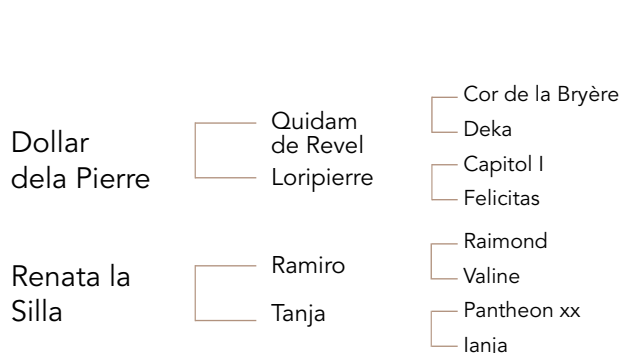 Dollar
dela Pierre
Quidam
de Revel
Loripierre
Cor de la Bryère
Deka
Capitol I
Felicitas
Renata la
Silla
Ramiro
Tanja
Raimond
Valine
Pantheon xx
Ianja